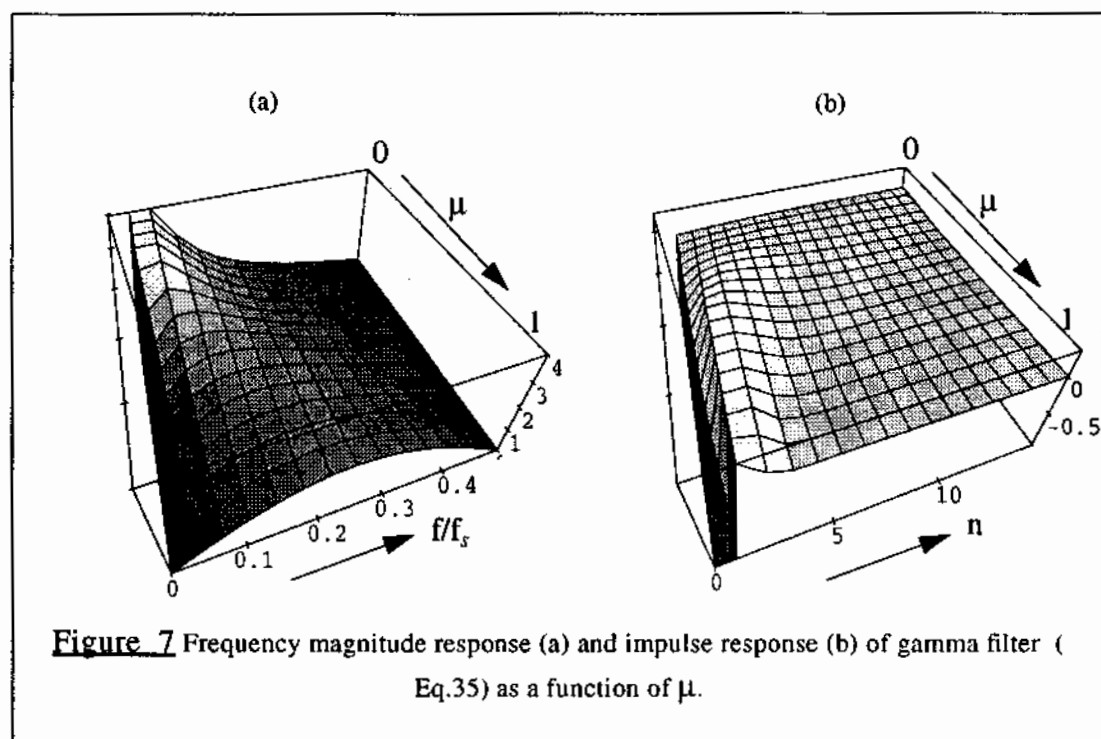 (a)
0
μ
1
4
3
2
1
0.4
0.3
0.2
0.1
0
f/fs
(b)
0
μ
1
0
-0.5
10
5
0
n
Figure 7 Frequency magnitude response (a) and impulse response (b) of gamma filter (
Eq.35) as a function of μ.